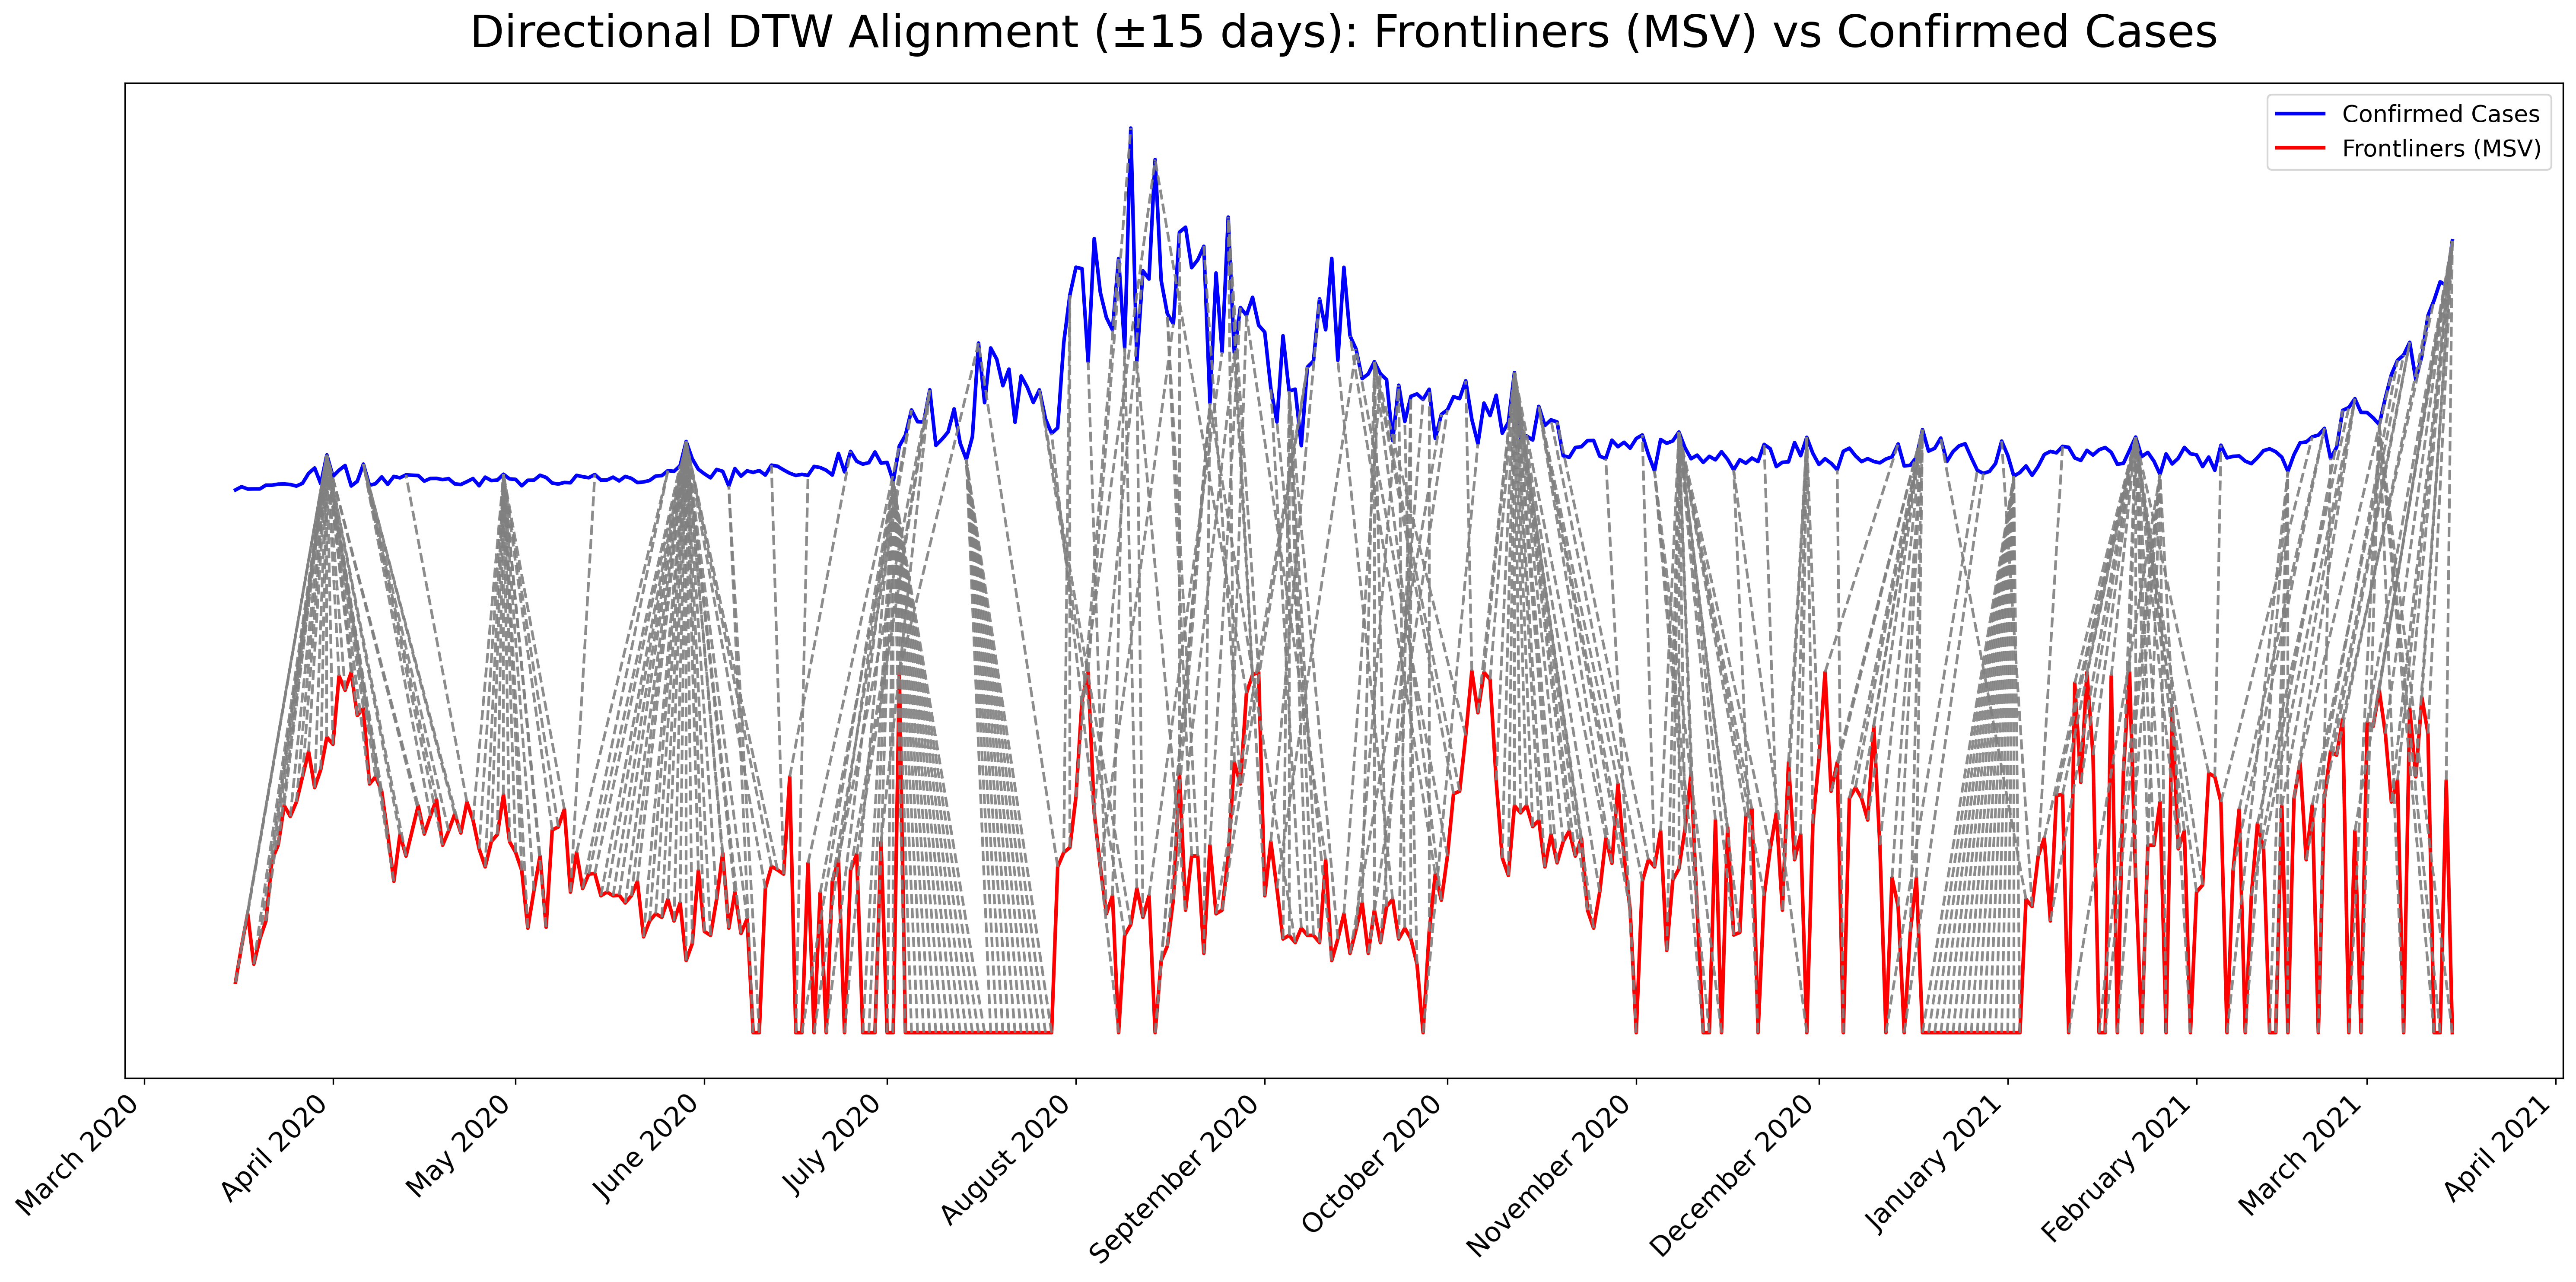 Directional DTW Alignment (±15 days): Frontliners (MSV) vs Confirmed Cases
Confirmed Cases
Frontliners (MSV)
March 2020
April 2020
May 2020
June 2020
July 2020
August 2020
September 2020
October 2020
November 2020
December 2020
January 2021
February 2021
March 2021
April 2021